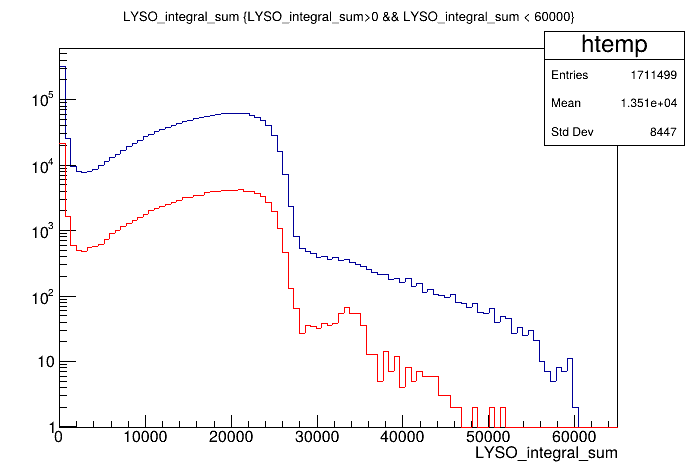 LYSO_integral_sum {LYSO_integral_sum>0 && LYSO_integral_sum < 60000}
htemp
Entries 1711499
Mean 1.351e+04
Std Dev 8447
10^5
10^4
10^3
10^2
10
1
0 10000 20000 30000 40000 50000 60000
LYSO_integral_sum